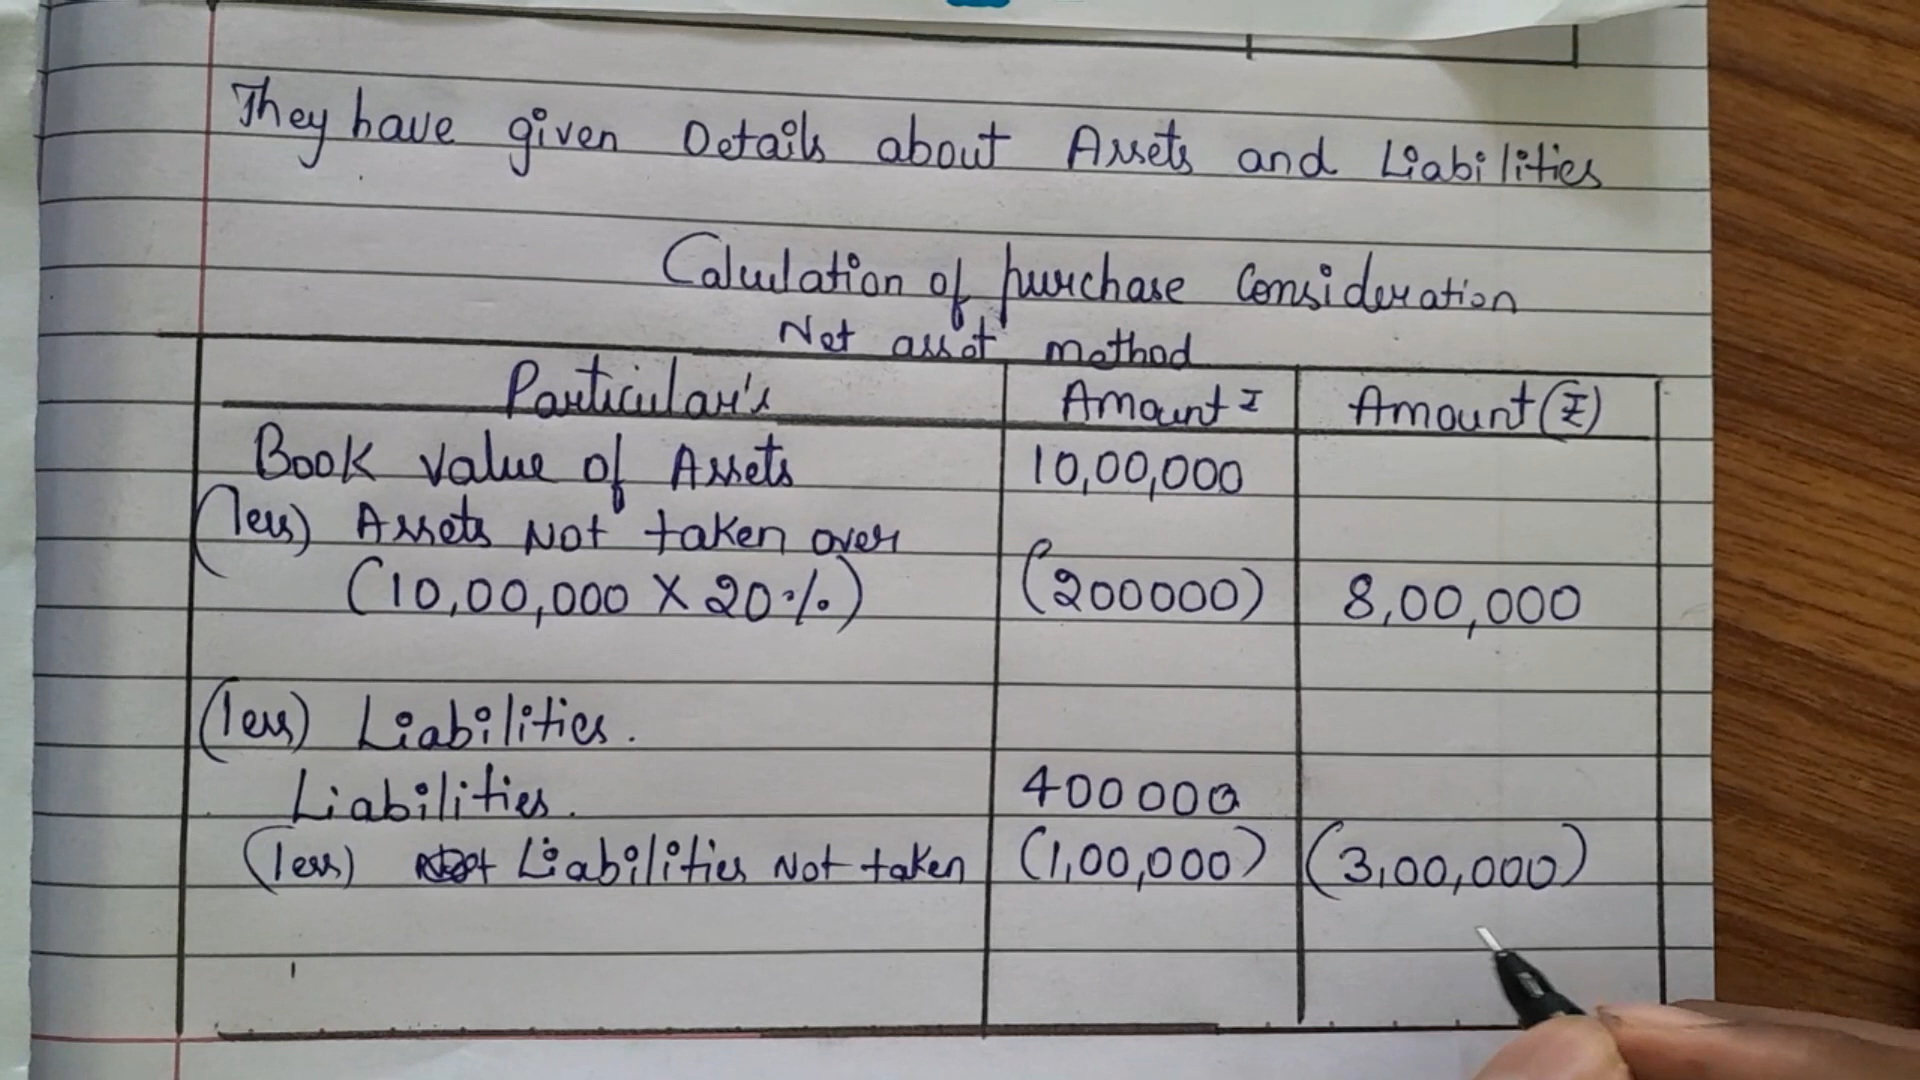 They have given Details about Assets and Liabilities
Calculation of purchase Consideration
Net asset method
Particular's Amount ₹ Amount (₹)
Book Value of Assets 10,00,000
(less) Assets Not taken over
(10,00,000 X 20%) (200000) 8,00,000
(less) Liabilities.
Liabilities. 400000
(less) Liabilities Not taken (1,00,000) (3,00,000)